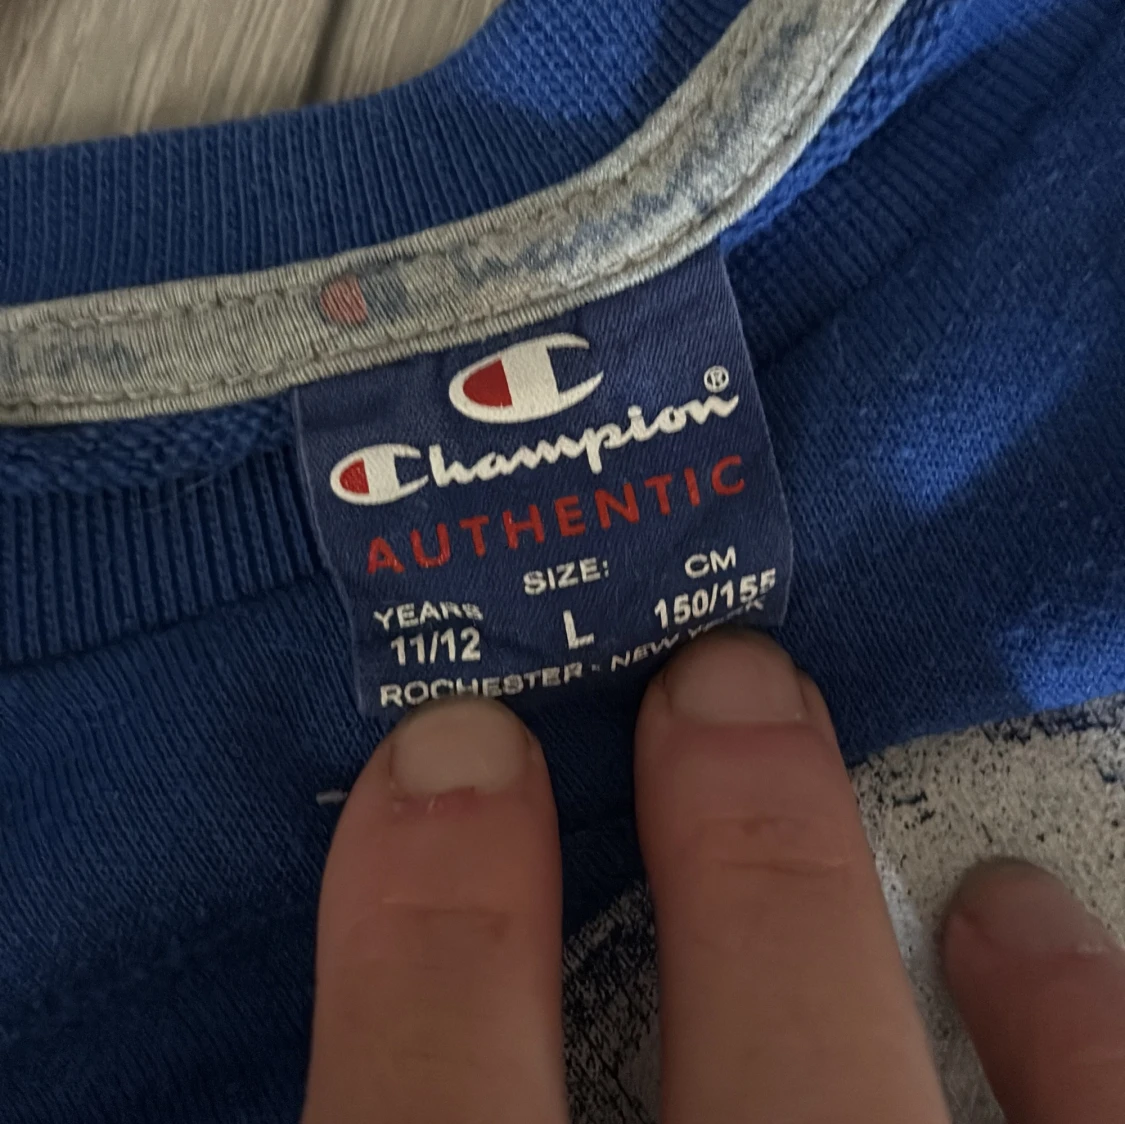 Champion®
AUTHENTIC
SIZE: CM
YEARS
11/12 L 150/155
ROCHESTER - NEW YORK